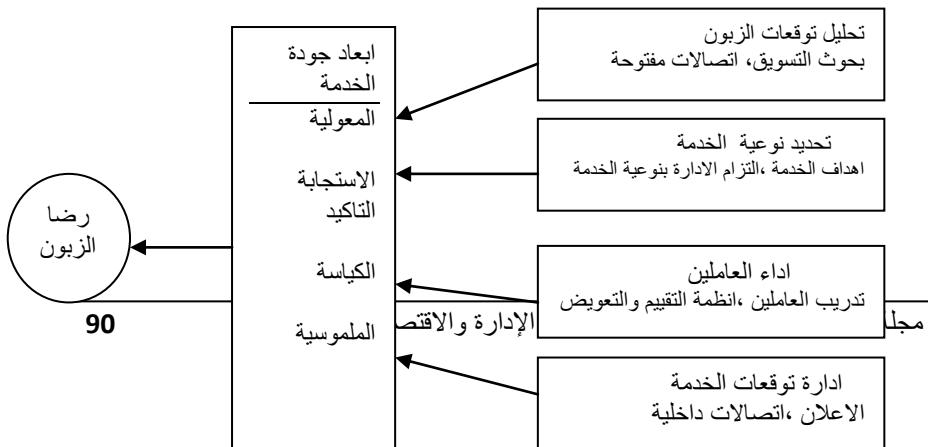 تحليل توقعات الزبون
بحوث التسويق، اتصالات مفتوحة
تحديد نوعية الخدمة
اهداف الخدمة ،التزام الادارة بنوعية الخدمة
اداء العاملين
تدريب العاملين ،انظمة التقييم والتعويض
ادارة توقعات الخدمة
الاعلان ،اتصالات داخلية
ابعاد جودة
الخدمة
المعولية
الاستجابة
التاكيد
الكياسة
الملموسية
رضا
الزبون
الإدارة 90